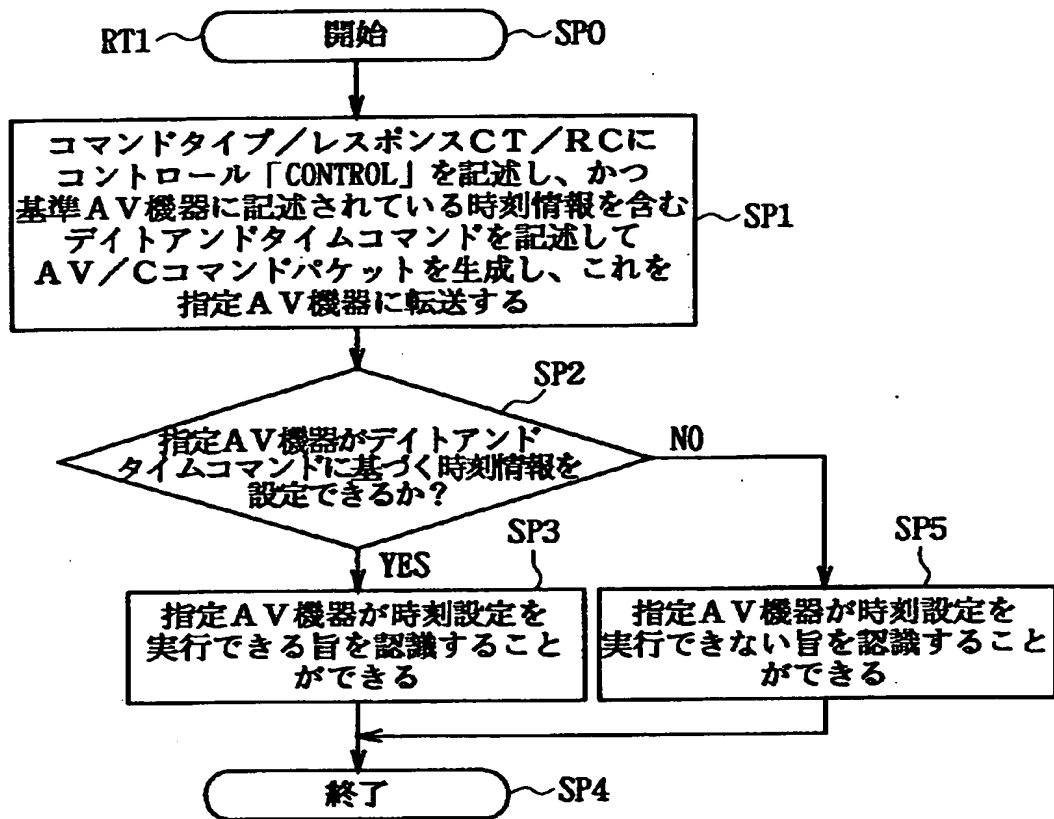 RT1
開始
SP0
コマンドタイプ／レスポンスCT／RCに
コントロール「CONTROL」を記述し、かつ
基準AV機器に記述されている時刻情報を含む
デイトアンドタイムコマンドを記述して
AV／Cコマンドパケットを生成し、これを
指定AV機器に転送する
SP1
SP2
指定AV機器がデイトアンド
タイムコマンドに基づく時刻情報を
設定できるか？
NO
YES
SP3
指定AV機器が時刻設定を
実行できる旨を認識すること
ができる
SP5
指定AV機器が時刻設定を
実行できない旨を認識すること
ができる
終了
SP4